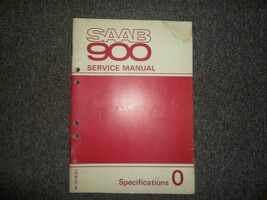 SAAB
900
SERVICE MANUAL
Specifications 0